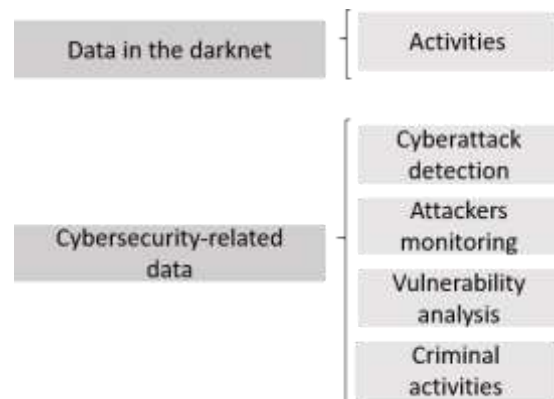 Data in the darknet
Activities
Cybersecurity-related
data
Cyberattack
detection
Attackers
monitoring
Vulnerability
analysis
Criminal
activities